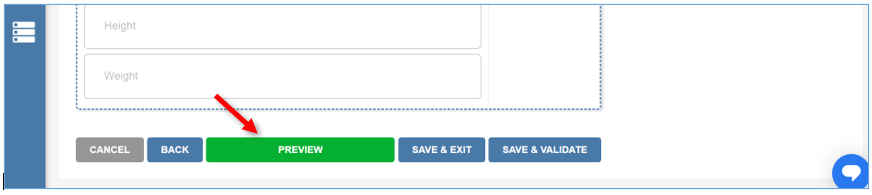 Height
Weight
CANCEL BACK PREVIEW SAVE & EXIT SAVE & VALIDATE